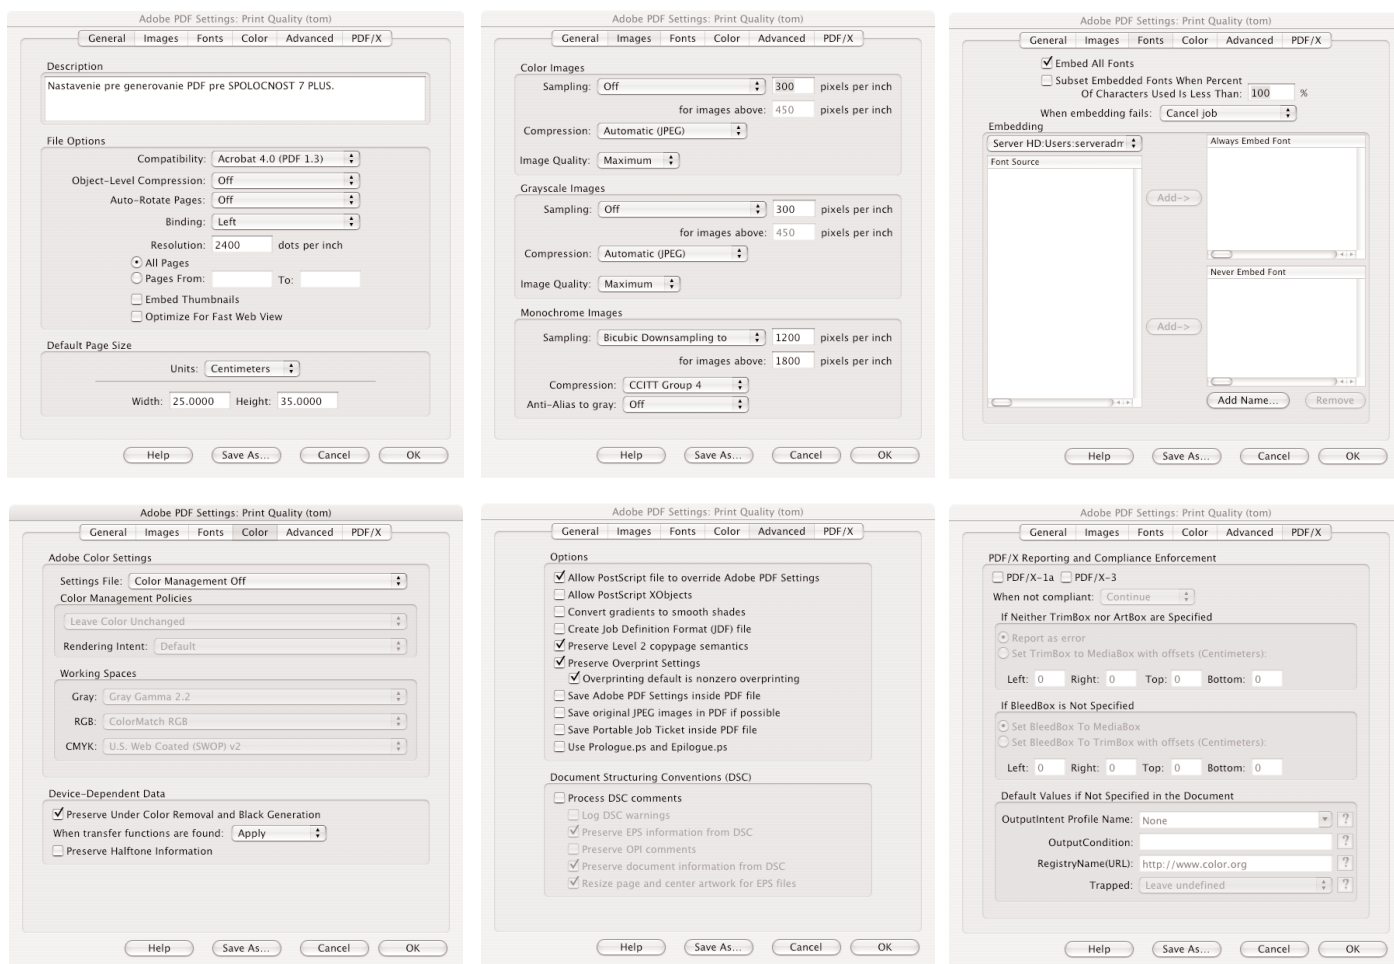 Adobe PDF Settings: Print Quality (tom)
General Images Fonts Color Advanced PDF/X
Description
Nastavenie pre generovanie PDF pre SPOLOCNOST 7 PLUS.
File Options
Compatibility: Acrobat 4.0 (PDF 1.3)
Object-Level Compression: Off
Auto-Rotate Pages: Off
Binding: Left
Resolution: 2400 dots per inch
All Pages
Pages From: To:
Embed Thumbnails
Optimize For Fast Web View
Default Page Size
Units: Centimeters
Width: 25.0000 Height: 35.0000
Help Save As... Cancel OK
Adobe PDF Settings: Print Quality (tom)
General Images Fonts Color Advanced PDF/X
Color Images
Sampling: Off 300 pixels per inch
for images above: 450 pixels per inch
Compression: Automatic (JPEG)
Image Quality: Maximum
Grayscale Images
Sampling: Off 300 pixels per inch
for images above: 450 pixels per inch
Compression: Automatic (JPEG)
Image Quality: Maximum
Monochrome Images
Sampling: Bicubic Downsampling to 1200 pixels per inch
for images above: 1800 pixels per inch
Compression: CCITT Group 4
Anti-Alias to gray: Off
Help Save As... Cancel OK
Adobe PDF Settings: Print Quality (tom)
General Images Fonts Color Advanced PDF/X
Embed All Fonts
Subset Embedded Fonts When Percent
Of Characters Used Is Less Than: 100 %
When embedding fails: Cancel job
Embedding
Server HD:Users:serveradm
Font Source
Always Embed Font
Add->
Never Embed Font
Add->
Add Name... Remove
Help Save As... Cancel OK
Adobe PDF Settings: Print Quality (tom)
General Images Fonts Color Advanced PDF/X
Adobe Color Settings
Settings File: Color Management Off
Color Management Policies
Leave Color Unchanged
Rendering Intent: Default
Working Spaces
Gray: Gray Gamma 2.2
RGB: ColorMatch RGB
CMYK: U.S. Web Coated (SWOP) v2
Device-Dependent Data
Preserve Under Color Removal and Black Generation
When transfer functions are found: Apply
Preserve Halftone Information
Help Save As... Cancel OK
Adobe PDF Settings: Print Quality (tom)
General Images Fonts Color Advanced PDF/X
Options
Allow PostScript file to override Adobe PDF Settings
Allow PostScript XObjects
Convert gradients to smooth shades
Create Job Definition Format (JDF) file
Preserve Level 2 copypage semantics
Preserve Overprint Settings
Overprinting default is nonzero overprinting
Save Adobe PDF Settings inside PDF file
Save original JPEG images in PDF if possible
Save Portable Job Ticket inside PDF file
Use Prologue.ps and Epilogue.ps
Document Structuring Conventions (DSC)
Process DSC comments
Log DSC warnings
Preserve EPS information from DSC
Preserve OPI comments
Preserve document information from DSC
Resize page and center artwork for EPS files
Help Save As... Cancel OK
Adobe PDF Settings: Print Quality (tom)
General Images Fonts Color Advanced PDF/X
PDF/X Reporting and Compliance Enforcement
PDF/X-1a PDF/X-3
When not compliant: Continue
If Neither TrimBox nor ArtBox are Specified
Report as error
Set TrimBox to MediaBox with offsets (Centimeters):
Left: 0 Right: 0 Top: 0 Bottom: 0
If BleedBox is Not Specified
Set BleedBox To MediaBox
Set BleedBox To TrimBox with offsets (Centimeters):
Left: 0 Right: 0 Top: 0 Bottom: 0
Default Values if Not Specified in the Document
OutputIntent Profile Name: None ?
OutputCondition: ?
RegistryName(URL): http://www.color.org ?
Trapped: Leave undefined ?
Help Save As... Cancel OK